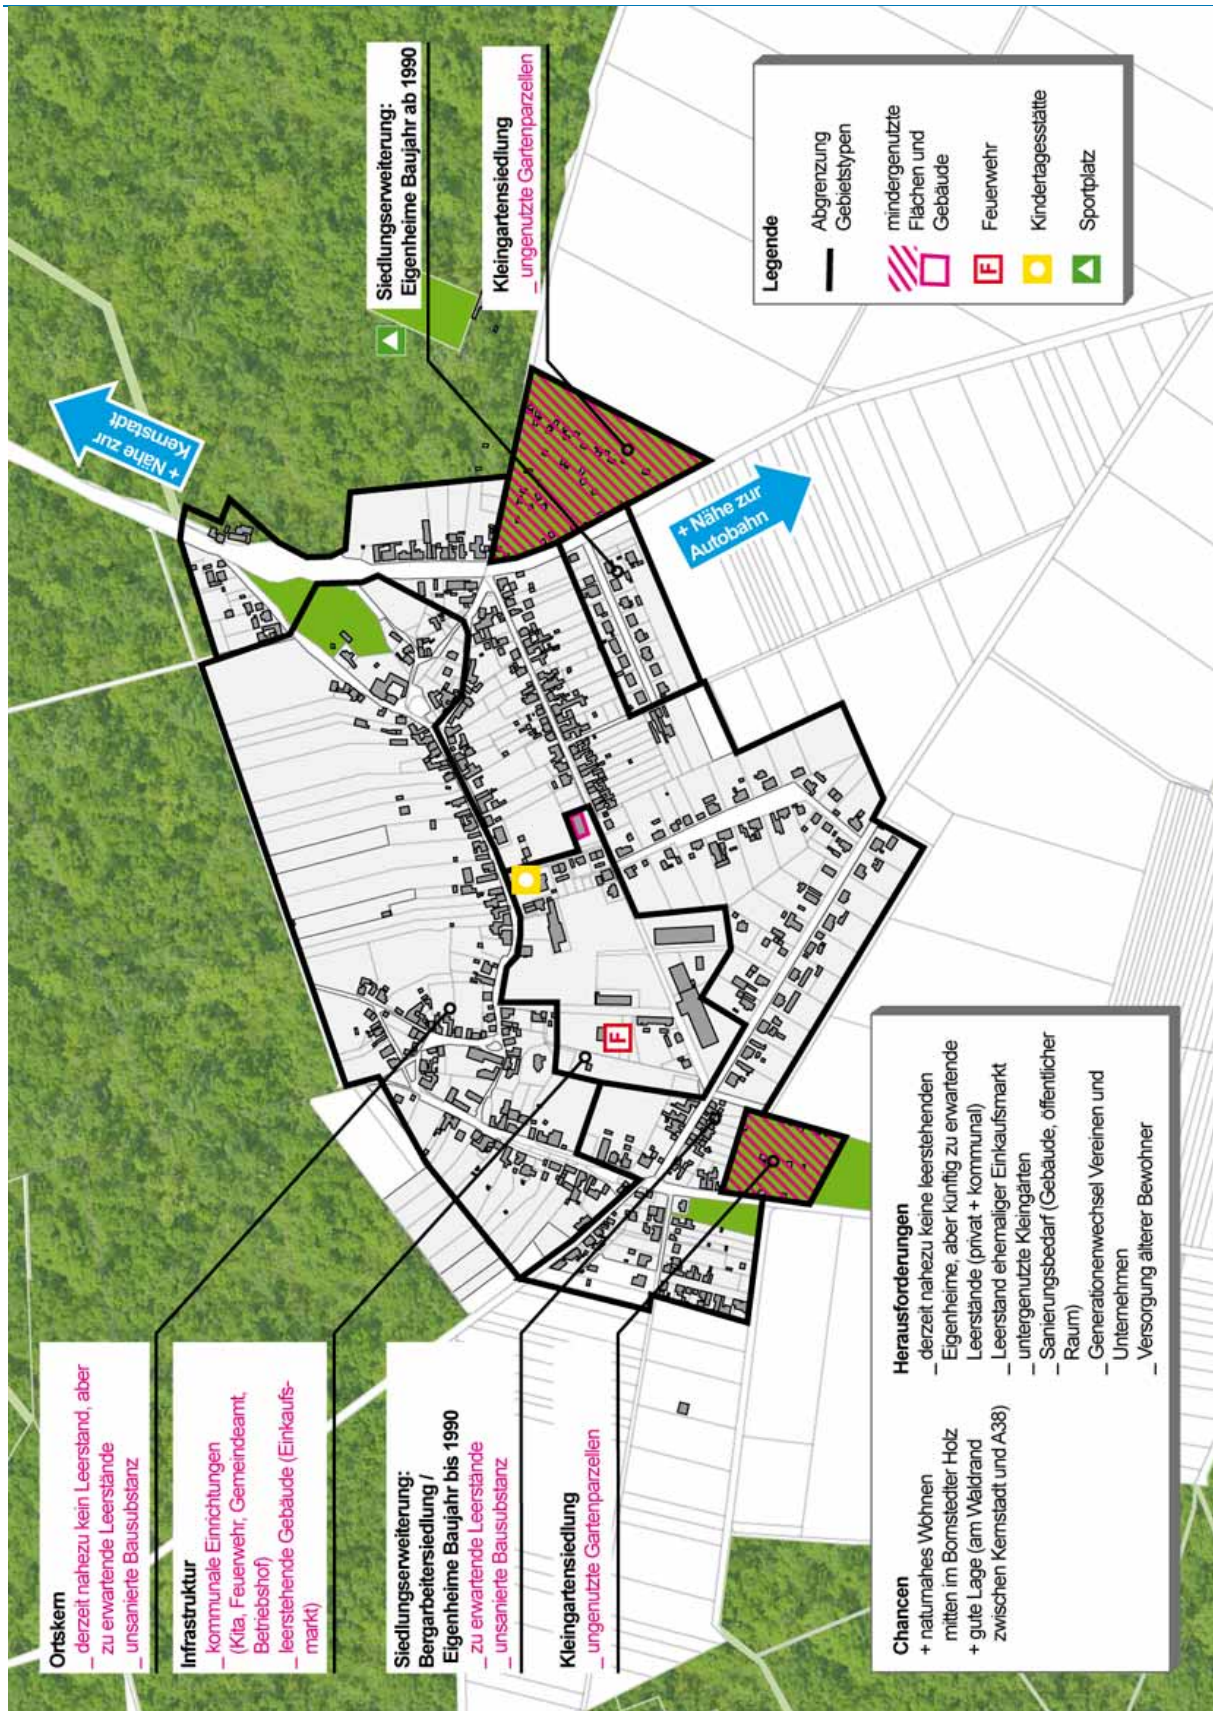 Ortskern
_ derzeit nahezu kein Leerstand, aber
zu erwartende Leerstände
_ unsanierte Bausubstanz
Infrastruktur
_ kommunale Einrichtungen
(Kita, Feuerwehr, Gemeindeamt,
Betriebshof)
_ leerstehende Gebäude (Einkaufs-
markt)
Siedlungserweiterung:
Bergarbeitersiedlung /
Eigenheime Baujahr bis 1990
_ zu erwartende Leerstände
_ unsanierte Bausubstanz
Kleingartensiedlung
_ ungenutzte Gartenparzellen
+ Nähe zur
Kernstadt
Siedlungserweiterung:
Eigenheime Baujahr ab 1990
Kleingartensiedlung
_ ungenutzte Gartenparzellen
+ Nähe zur
Autobahn
F
Chancen
+ naturnahes Wohnen
mitten im Bornstedter Holz
+ gute Lage (am Waldrand
zwischen Kernstadt und A38)
Herausforderungen
_ derzeit nahezu keine leerstehenden
Eigenheime, aber künftig zu erwartende
Leerstände (privat + kommunal)
_ Leerstand ehemaliger Einkaufsmarkt
_ untergenutzte Kleingärten
_ Sanierungsbedarf (Gebäude, öffentlicher
Raum)
_ Generationenwechsel Vereinen und
Unternehmen
_ Versorgung älterer Bewohner
Legende
Abgrenzung
Gebietstypen
mindergenutzte
Flächen und
Gebäude
F
Feuerwehr
Kindertagesstätte
Sportplatz